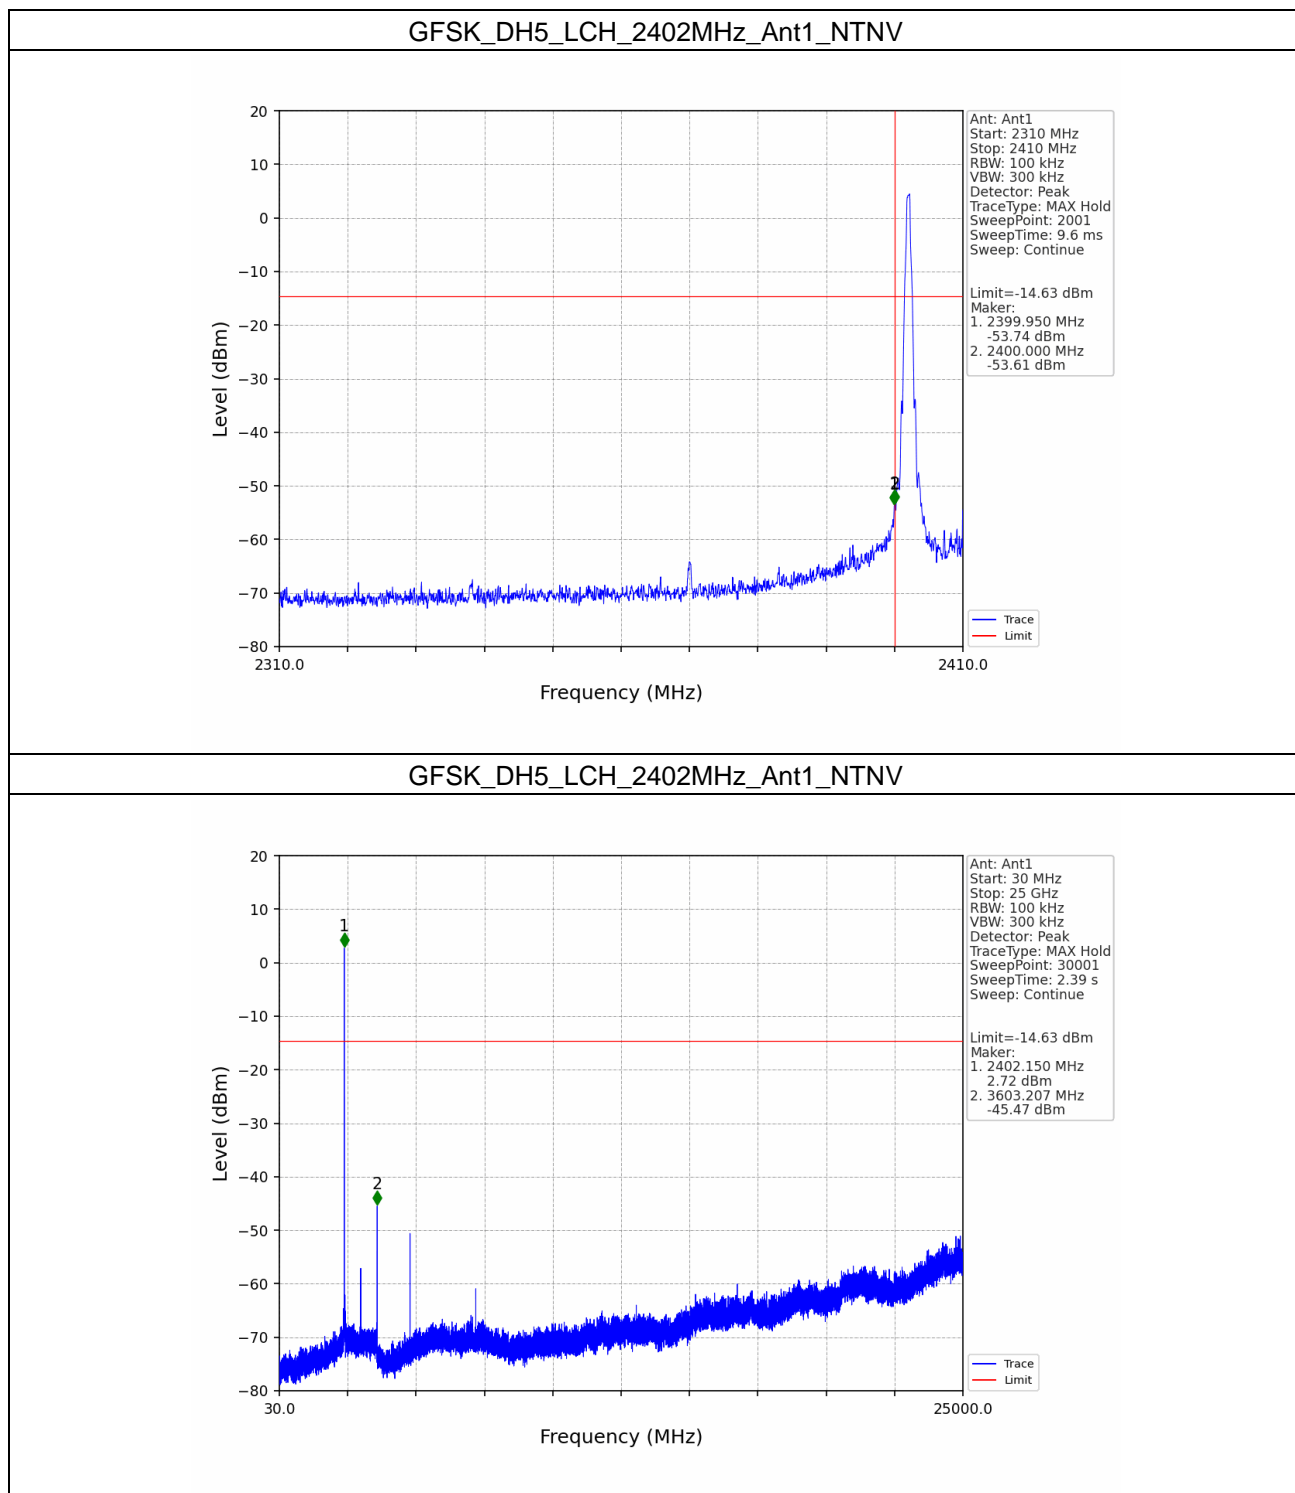 GFSK_DH5_LCH_2402MHz_Ant1_NTNV
20
10
0
−10
−20
−30
−40
−50
−60
−70
−80
Level (dBm)
2310.0
2410.0
Frequency (MHz)
2
Ant: Ant1
Start: 2310 MHz
Stop: 2410 MHz
RBW: 100 kHz
VBW: 300 kHz
Detector: Peak
TraceType: MAX Hold
SweepPoint: 2001
SweepTime: 9.6 ms
Sweep: Continue
Limit=-14.63 dBm
Maker:
1. 2399.950 MHz
-53.74 dBm
2. 2400.000 MHz
-53.61 dBm
Trace
Limit
GFSK_DH5_LCH_2402MHz_Ant1_NTNV
20
10
0
−10
−20
−30
−40
−50
−60
−70
−80
Level (dBm)
30.0
25000.0
Frequency (MHz)
1
2
Ant: Ant1
Start: 30 MHz
Stop: 25 GHz
RBW: 100 kHz
VBW: 300 kHz
Detector: Peak
TraceType: MAX Hold
SweepPoint: 30001
SweepTime: 2.39 s
Sweep: Continue
Limit=-14.63 dBm
Maker:
1. 2402.150 MHz
2.72 dBm
2. 3603.207 MHz
-45.47 dBm
Trace
Limit